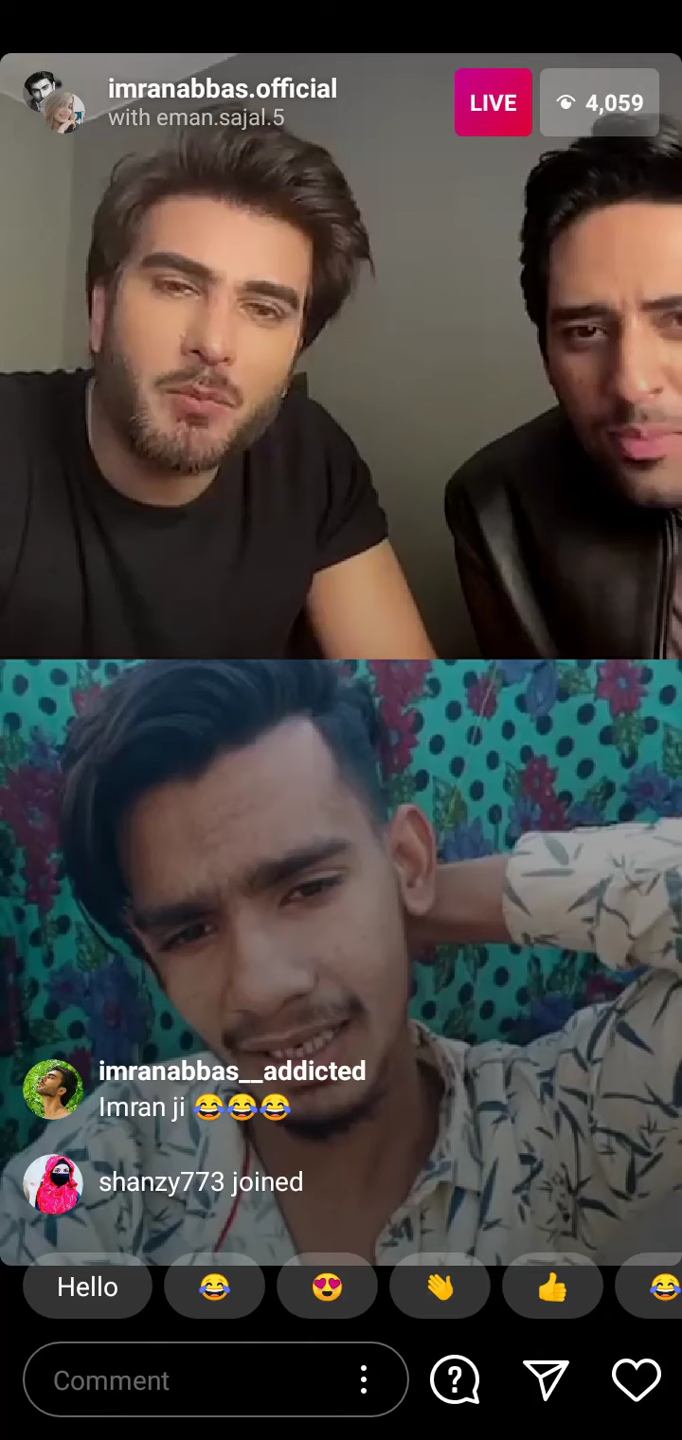 imranabbas.official
with eman.sajal.5
LIVE
4,059
imranabbas__addicted
Imran ji 😂😂😂
shanzy773 joined
Hello 😂 😍 👋 👍 😂
Comment